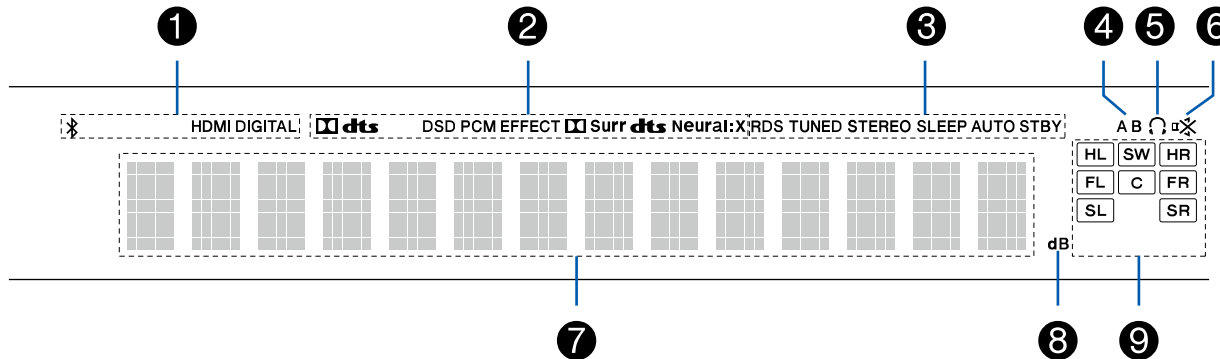 1 2 3 4 5 6
HDMI DIGITAL dts DSD PCM EFFECT Surr dts Neural:X RDS TUNED STEREO SLEEP AUTO STBY A B
HL SW HR
FL C FR
SL SR
dB
7 8 9